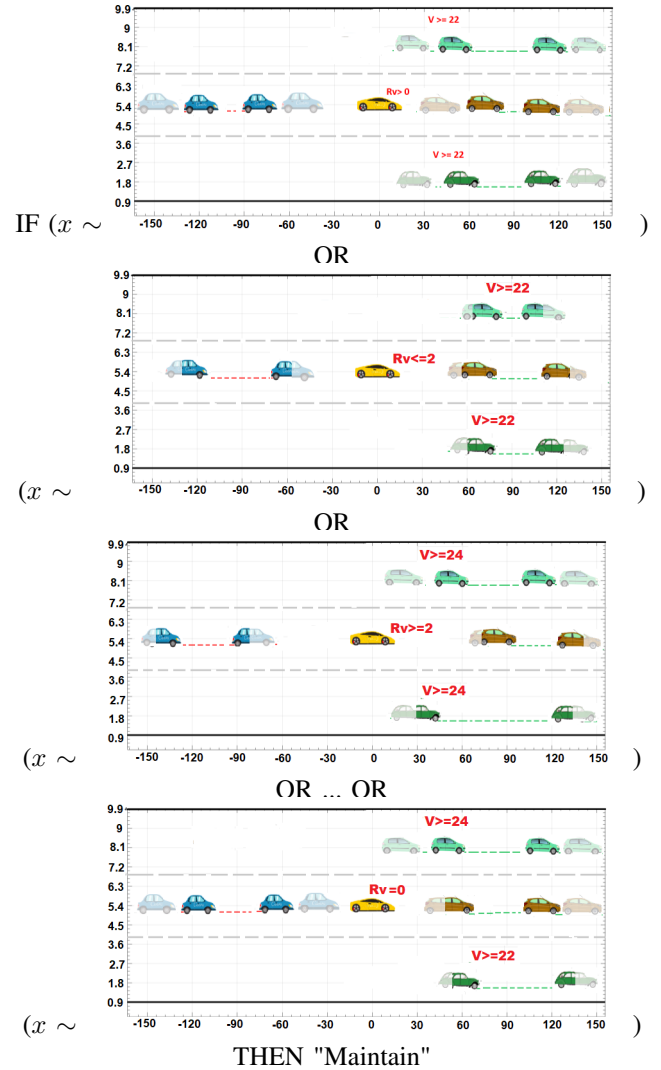 V >= 22
9.9
9
8.1
7.2
6.3
Rv> 0
5.4
4.5
3.6
V >= 22
2.7
1.8
0.9
-150 -120 -90 -60 -30 0 30 60 90 120 150
IF (x ∼ )
OR
9.9
V>=22
9
8.1
7.2
6.3
Rv<=2
5.4
4.5
3.6
V>=22
2.7
1.8
0.9
-150 -120 -90 -60 -30 0 30 60 90 120 150
(x ∼ )
OR
9.9
V>=24
9
8.1
7.2
6.3
Rv>=2
5.4
4.5
3.6
V>=24
2.7
1.8
0.9
-150 -120 -90 -60 -30 0 30 60 90 120 150
(x ∼ )
OR ... OR
9.9
V>=24
9
8.1
7.2
6.3
Rv=0
5.4
4.5
3.6
V>=22
2.7
1.8
0.9
-150 -120 -90 -60 -30 0 30 60 90 120 150
(x ∼ )
THEN "Maintain"